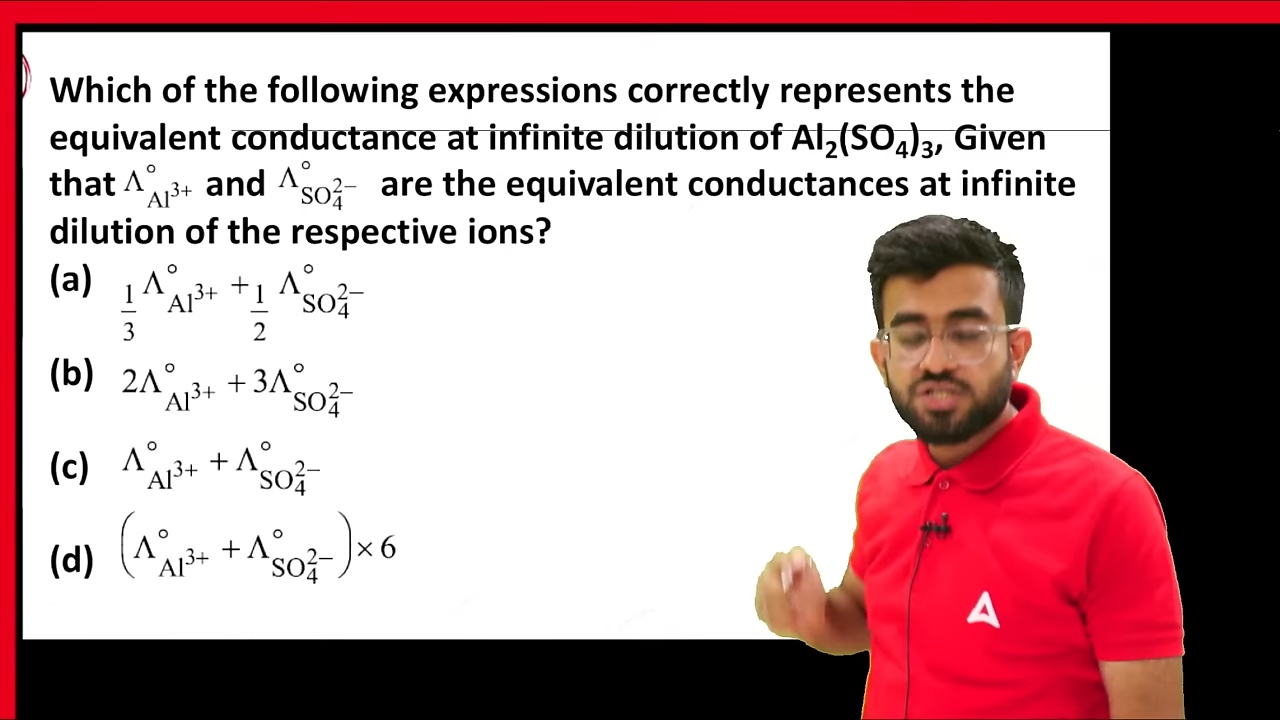 Which of the following expressions correctly represents the
equivalent conductance at infinite dilution of Al₂(SO₄)₃, Given
that Λ°Al³⁺ and Λ°SO₄²⁻ are the equivalent conductances at infinite
dilution of the respective ions?
(a) 1/3 Λ°Al³⁺ + 1/2 Λ°SO₄²⁻
(b) 2Λ°Al³⁺ + 3Λ°SO₄²⁻
(c) Λ°Al³⁺ + Λ°SO₄²⁻
(d) (Λ°Al³⁺ + Λ°SO₄²⁻) × 6